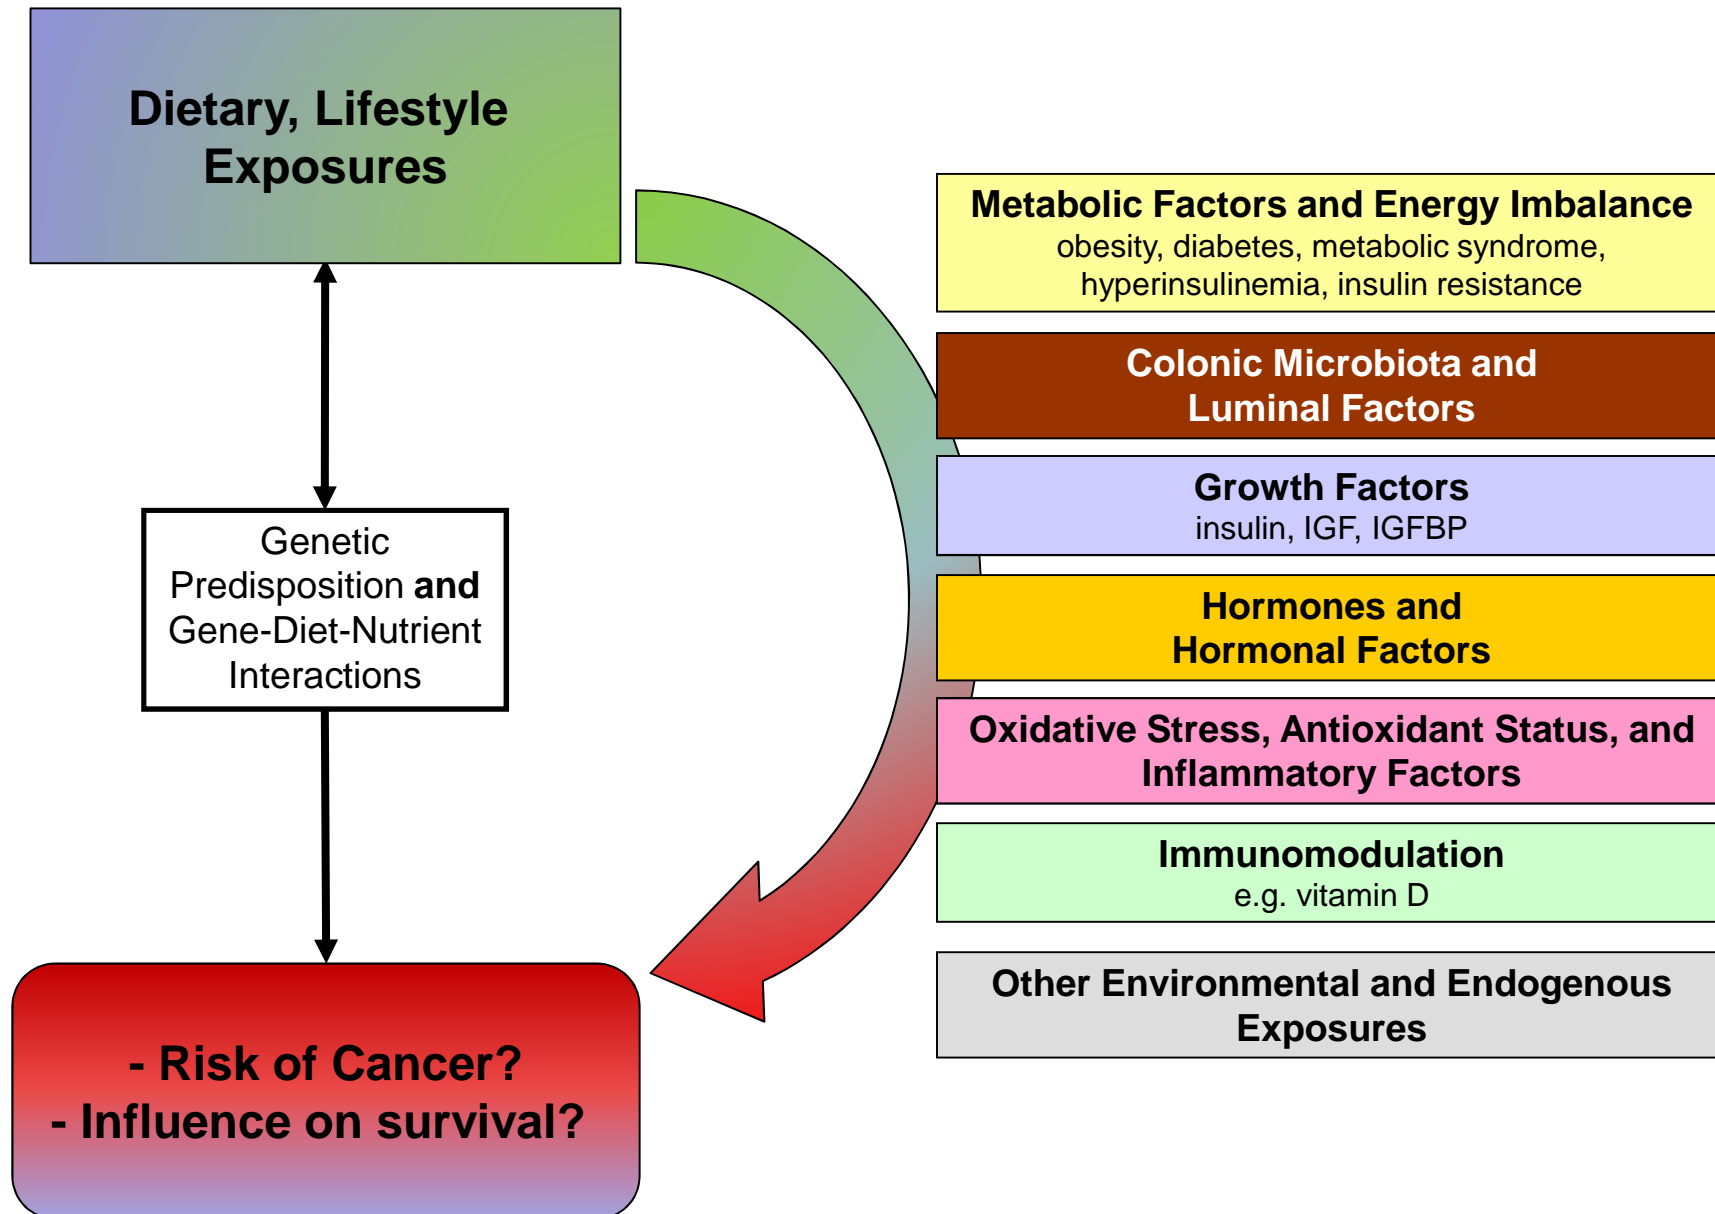 Dietary, Lifestyle
Exposures
Genetic
Predisposition and
Gene-Diet-Nutrient
Interactions
- Risk of Cancer?
- Influence on survival?
Metabolic Factors and Energy Imbalance
obesity, diabetes, metabolic syndrome,
hyperinsulinemia, insulin resistance
Colonic Microbiota and
Luminal Factors
Growth Factors
insulin, IGF, IGFBP
Hormones and
Hormonal Factors
Oxidative Stress, Antioxidant Status, and
Inflammatory Factors
Immunomodulation
e.g. vitamin D
Other Environmental and Endogenous
Exposures